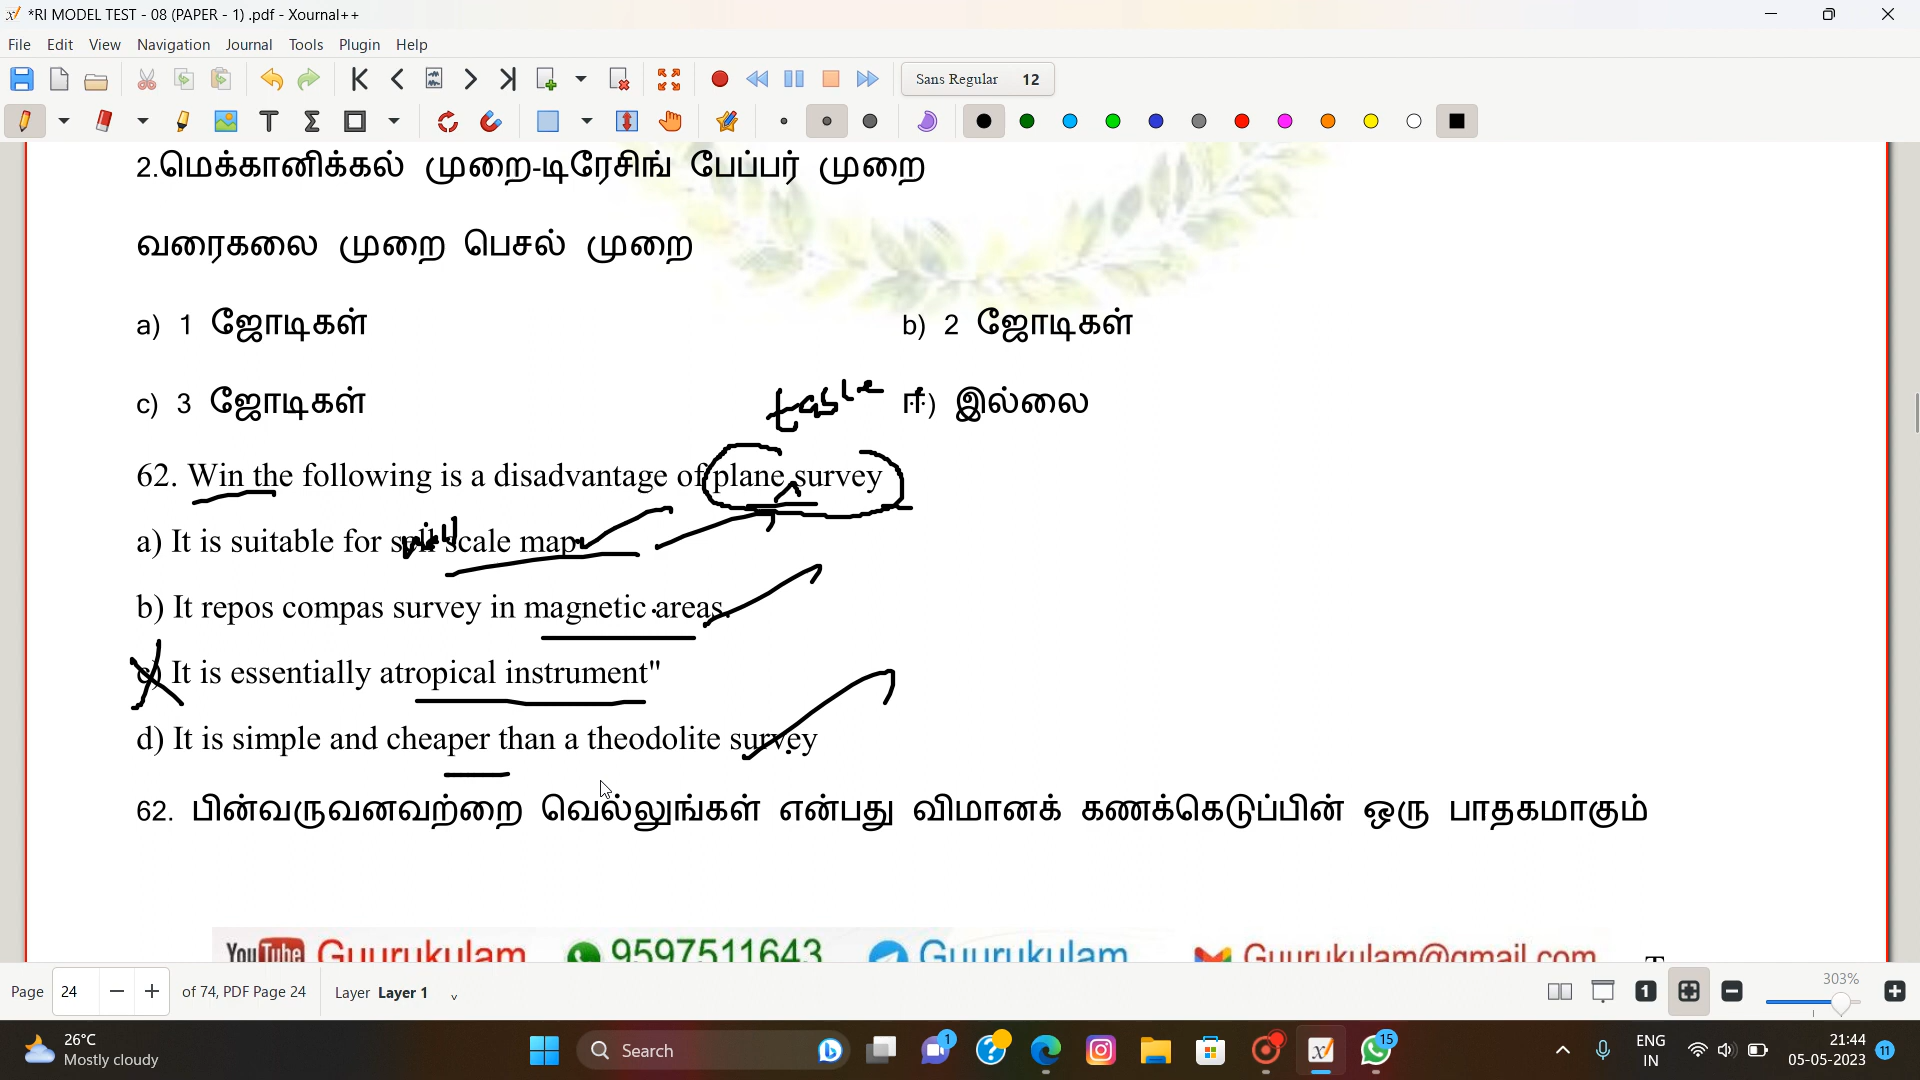 *RI MODEL TEST - 08 (PAPER - 1) .pdf - Xournal++
File Edit View Navigation Journal Tools Plugin Help
Sans Regular 12
2.மெக்கானிக்கல் முறை-டிரேசிங் பேப்பர் முறை
வரைகலை முறை பெசல் முறை
a) 1 ஜோடிகள் b) 2 ஜோடிகள்
c) 3 ஜோடிகள் ஈ) இல்லை
table
62. Win the following is a disadvantage of plane survey
a) It is suitable for scale map
b) It repos compas survey in magnetic areas.
c) It is essentially atropical instrument"
d) It is simple and cheaper than a theodolite survey
62. பின்வருவனவற்றை வெல்லுங்கள் என்பது விமானக் கணக்கெடுப்பின் ஒரு பாதகமாகும்
YouTube Guurukulam 9597511643 Guurukulam Guurukulam@gmail.com
Page 24 of 74, PDF Page 24 Layer Layer 1 303%
26°C
Mostly cloudy
Search
1
15
ENG
IN
21:44
05-05-2023
11